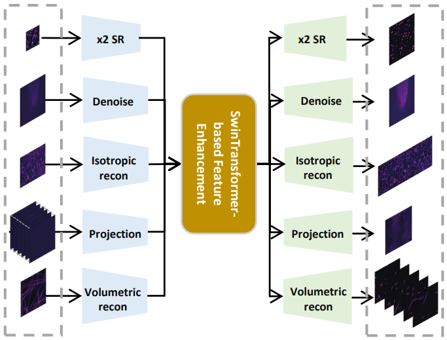 x2 SR
Denoise
Isotropic
recon
Projection
Volumetric
recon
SwinTransformer-
based Feature
Enhancement
x2 SR
Denoise
Isotropic
recon
Projection
Volumetric
recon